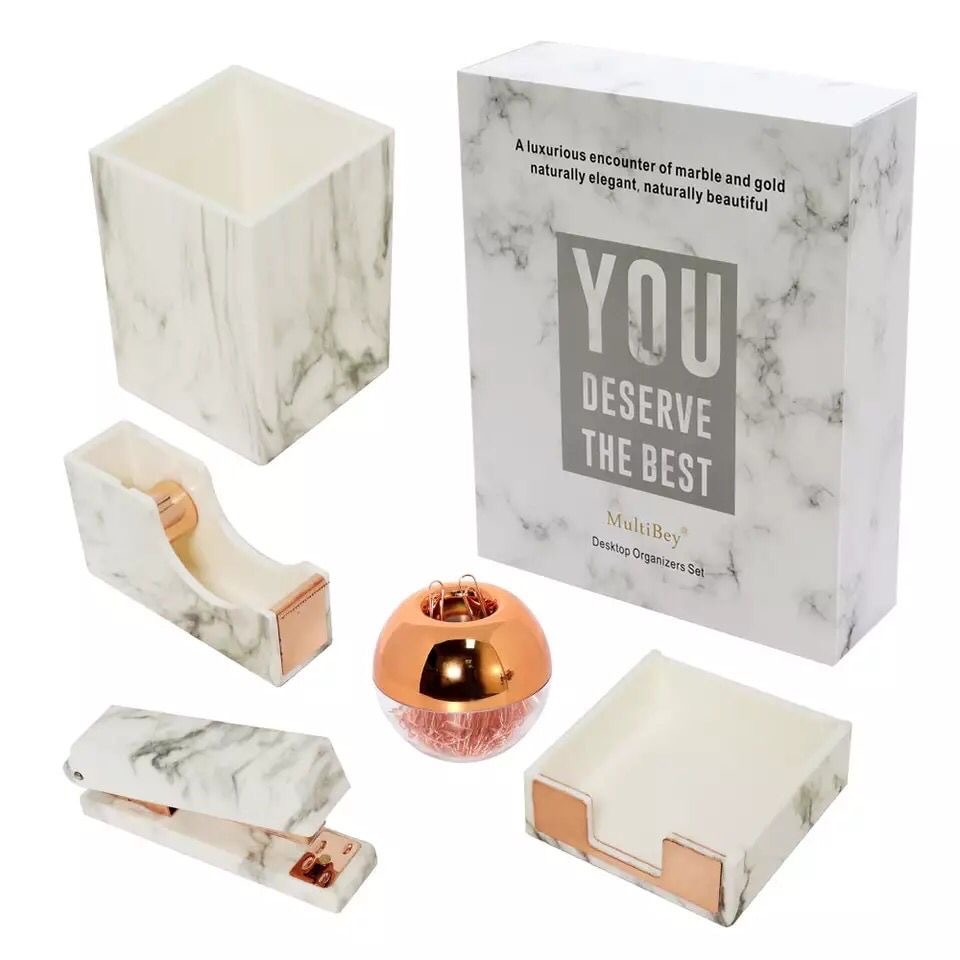 A luxurious encounter of marble and gold
naturally elegant, naturally beautiful
YOU
DESERVE
THE BEST
MultiBey®
Desktop Organizers Set